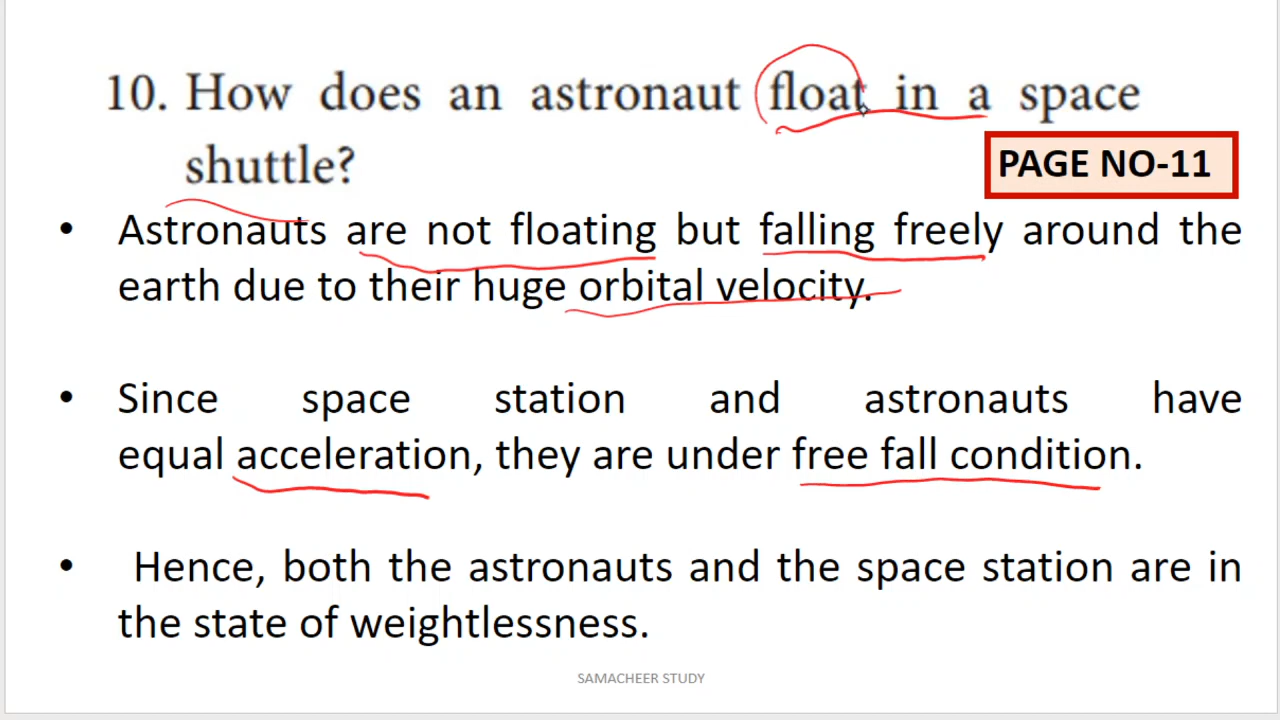 10. How does an astronaut float in a space
shuttle?
PAGE NO-11
• Astronauts are not floating but falling freely around the
earth due to their huge orbital velocity.
• Since space station and astronauts have
equal acceleration, they are under free fall condition.
• Hence, both the astronauts and the space station are in
the state of weightlessness.
SAMACHEER STUDY